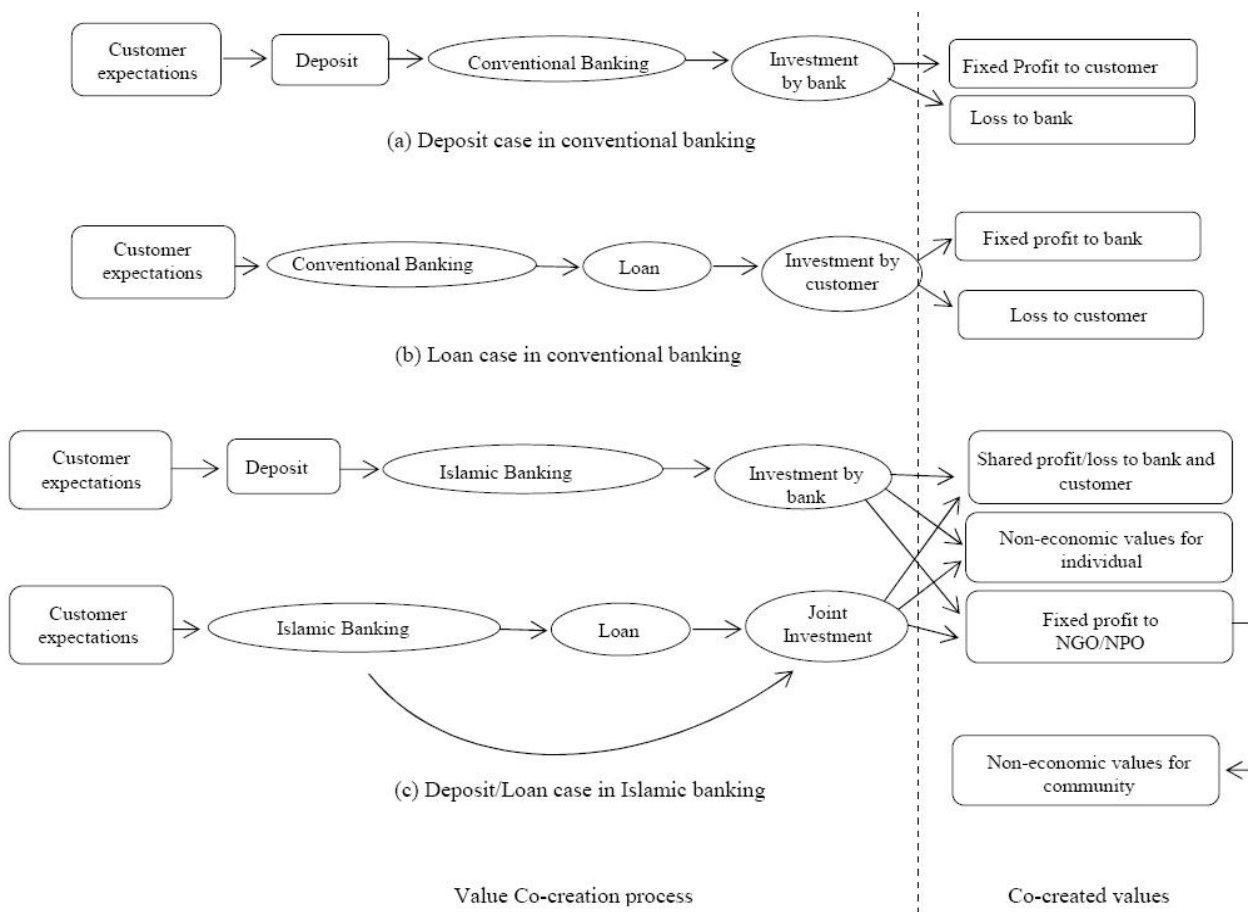 Customer
expectations
Deposit
Conventional Banking
Investment
by bank
Fixed Profit to customer
Loss to bank
(a) Deposit case in conventional banking
Customer
expectations
Conventional Banking
Loan
Investment by
customer
Fixed profit to bank
Loss to customer
(b) Loan case in conventional banking
Customer
expectations
Deposit
Islamic Banking
Investment by
bank
Shared profit/loss to bank and
customer
Non-economic values for
individual
Customer
expectations
Islamic Banking
Loan
Joint
Investment
Fixed profit to
NGO/NPO
Non-economic values for
community
(c) Deposit/Loan case in Islamic banking
Value Co-creation process
Co-created values